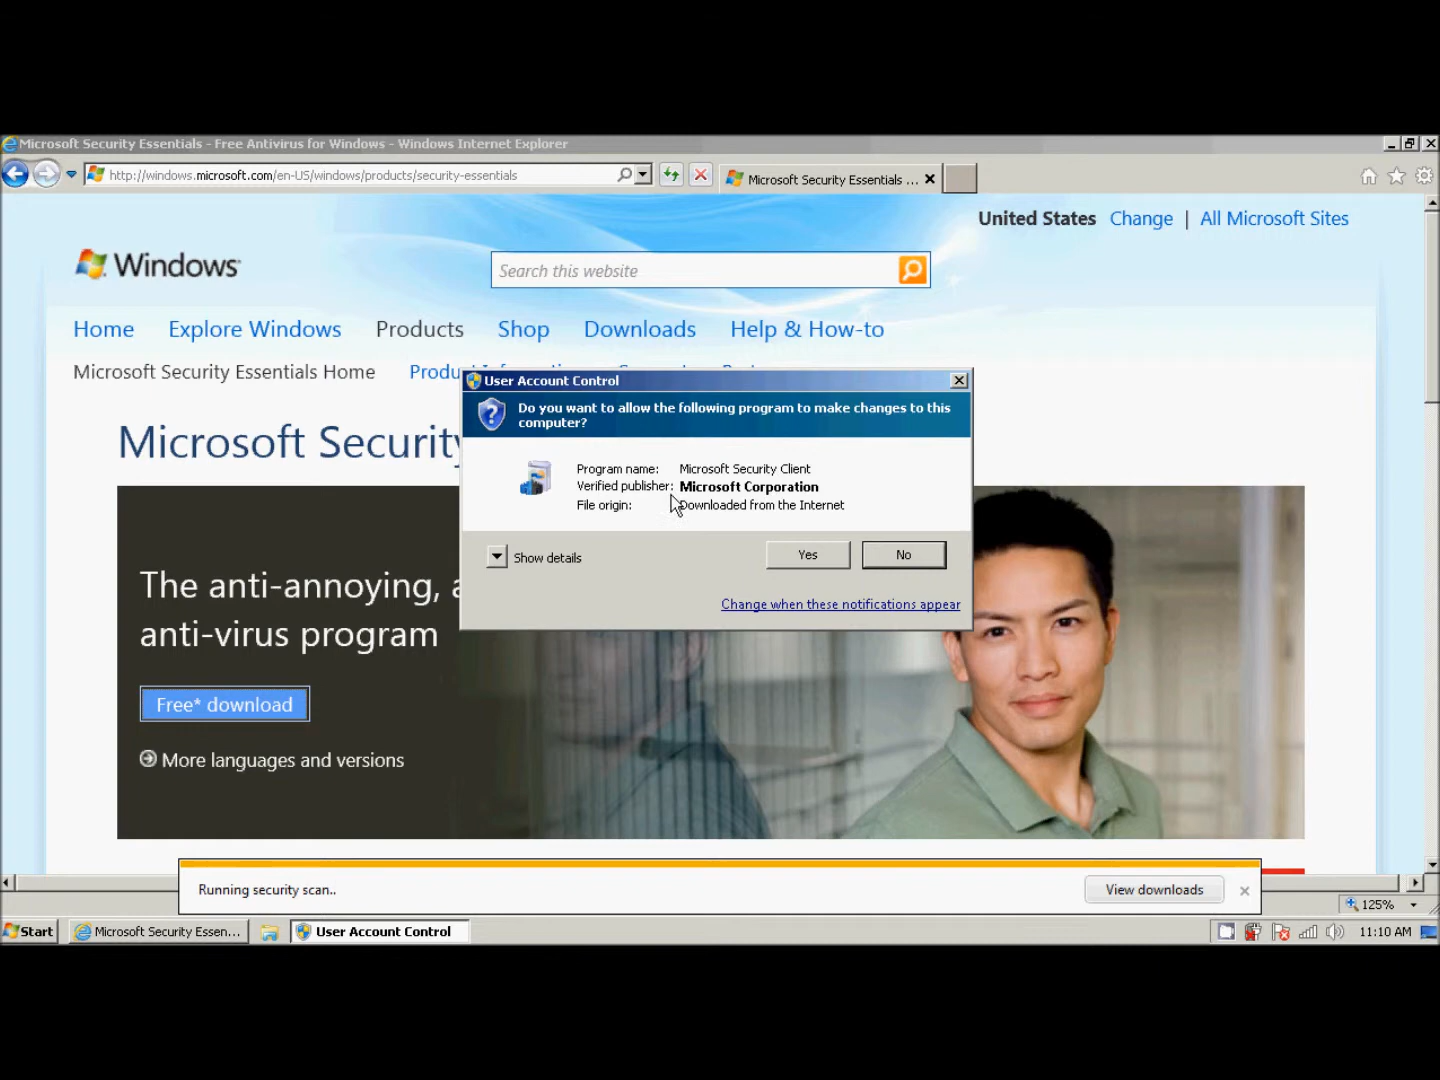 Microsoft Security Essentials - Free Antivirus for Windows - Windows Internet Explorer
http://windows.microsoft.com/en-US/windows/products/security-essentials
Microsoft Security Essentials ...
United States Change | All Microsoft Sites
Windows
Search this website
Home Explore Windows Products Shop Downloads Help & How-to
Microsoft Security Essentials Home
Microsoft Security
User Account Control
Do you want to allow the following program to make changes to this
computer?
Program name: Microsoft Security Client
Verified publisher: Microsoft Corporation
File origin: Downloaded from the Internet
Show details
Yes
No
Change when these notifications appear
The anti-annoying,
anti-virus program
Free* download
More languages and versions
Running security scan..
View downloads
125%
Start
Microsoft Security Essen...
User Account Control
11:10 AM